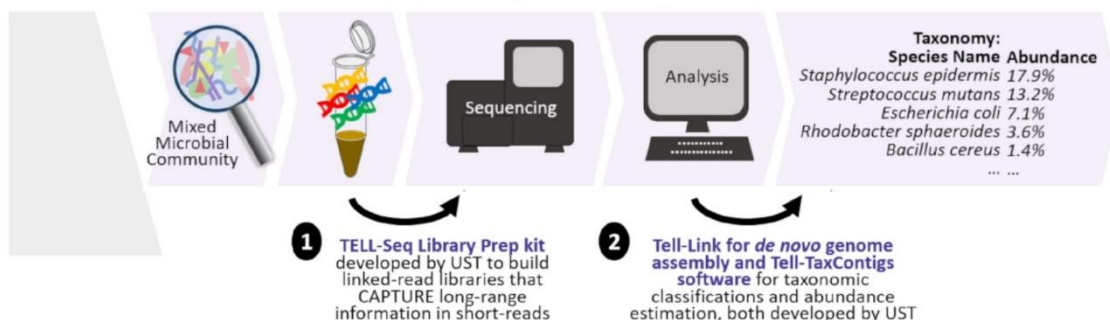 Mixed
Microbial
Community
Sequencing
Analysis
Taxonomy:
Species Name Abundance
Staphylococcus epidermis 17.9%
Streptococcus mutans 13.2%
Escherichia coli 7.1%
Rhodobacter sphaeroides 3.6%
Bacillus cereus 1.4%
... ...
1 TELL-Seq Library Prep kit
developed by UST to build
linked-read libraries that
CAPTURE long-range
information in short-reads
2 Tell-Link for de novo genome
assembly and Tell-TaxContigs
software for taxonomic
classifications and abundance
estimation, both developed by UST